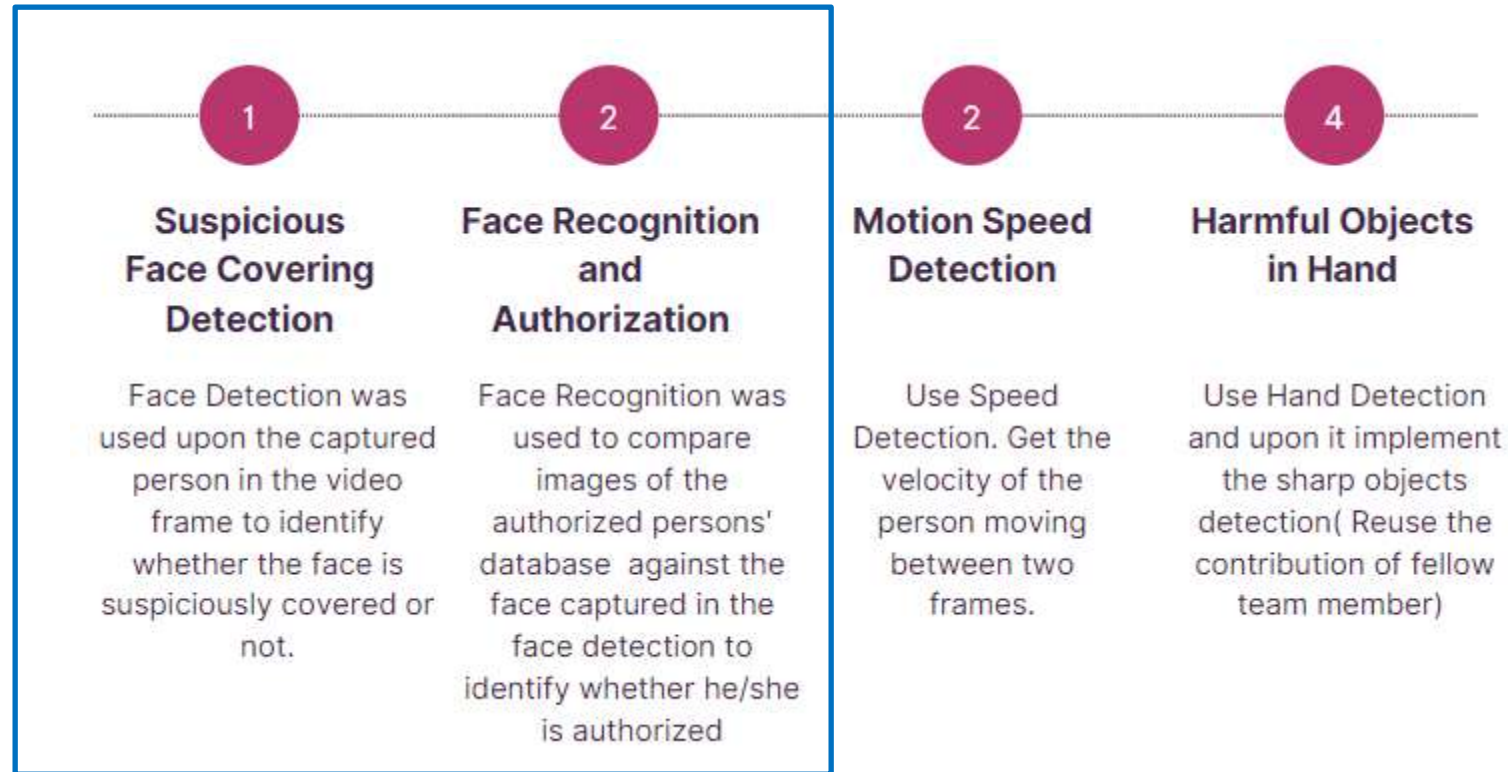 1
Suspicious
Face Covering
Detection
Face Detection was
used upon the captured
person in the video
frame to identify
whether the face is
suspiciously covered or
not.
2
Face Recognition
and
Authorization
Face Recognition was
used to compare
images of the
authorized persons'
database against the
face captured in the
face detection to
identify whether he/she
is authorized
2
Motion Speed
Detection
Use Speed
Detection. Get the
velocity of the
person moving
between two
frames.
4
Harmful Objects
in Hand
Use Hand Detection
and upon it implement
the sharp objects
detection( Reuse the
contribution of fellow
team member)